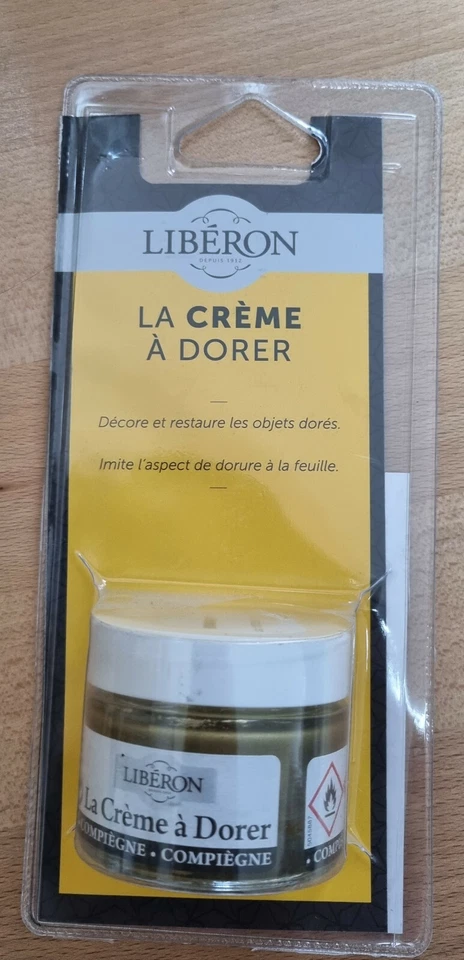 LIBÉRON
DEPUIS 1912
LA CRÈME
À DORER
Décore et restaure les objets dorés.
Imite l'aspect de dorure à la feuille.
LIBÉRON
La Crème à Dorer
COMPIÈGNE • COMPIÈGNE
• COMP